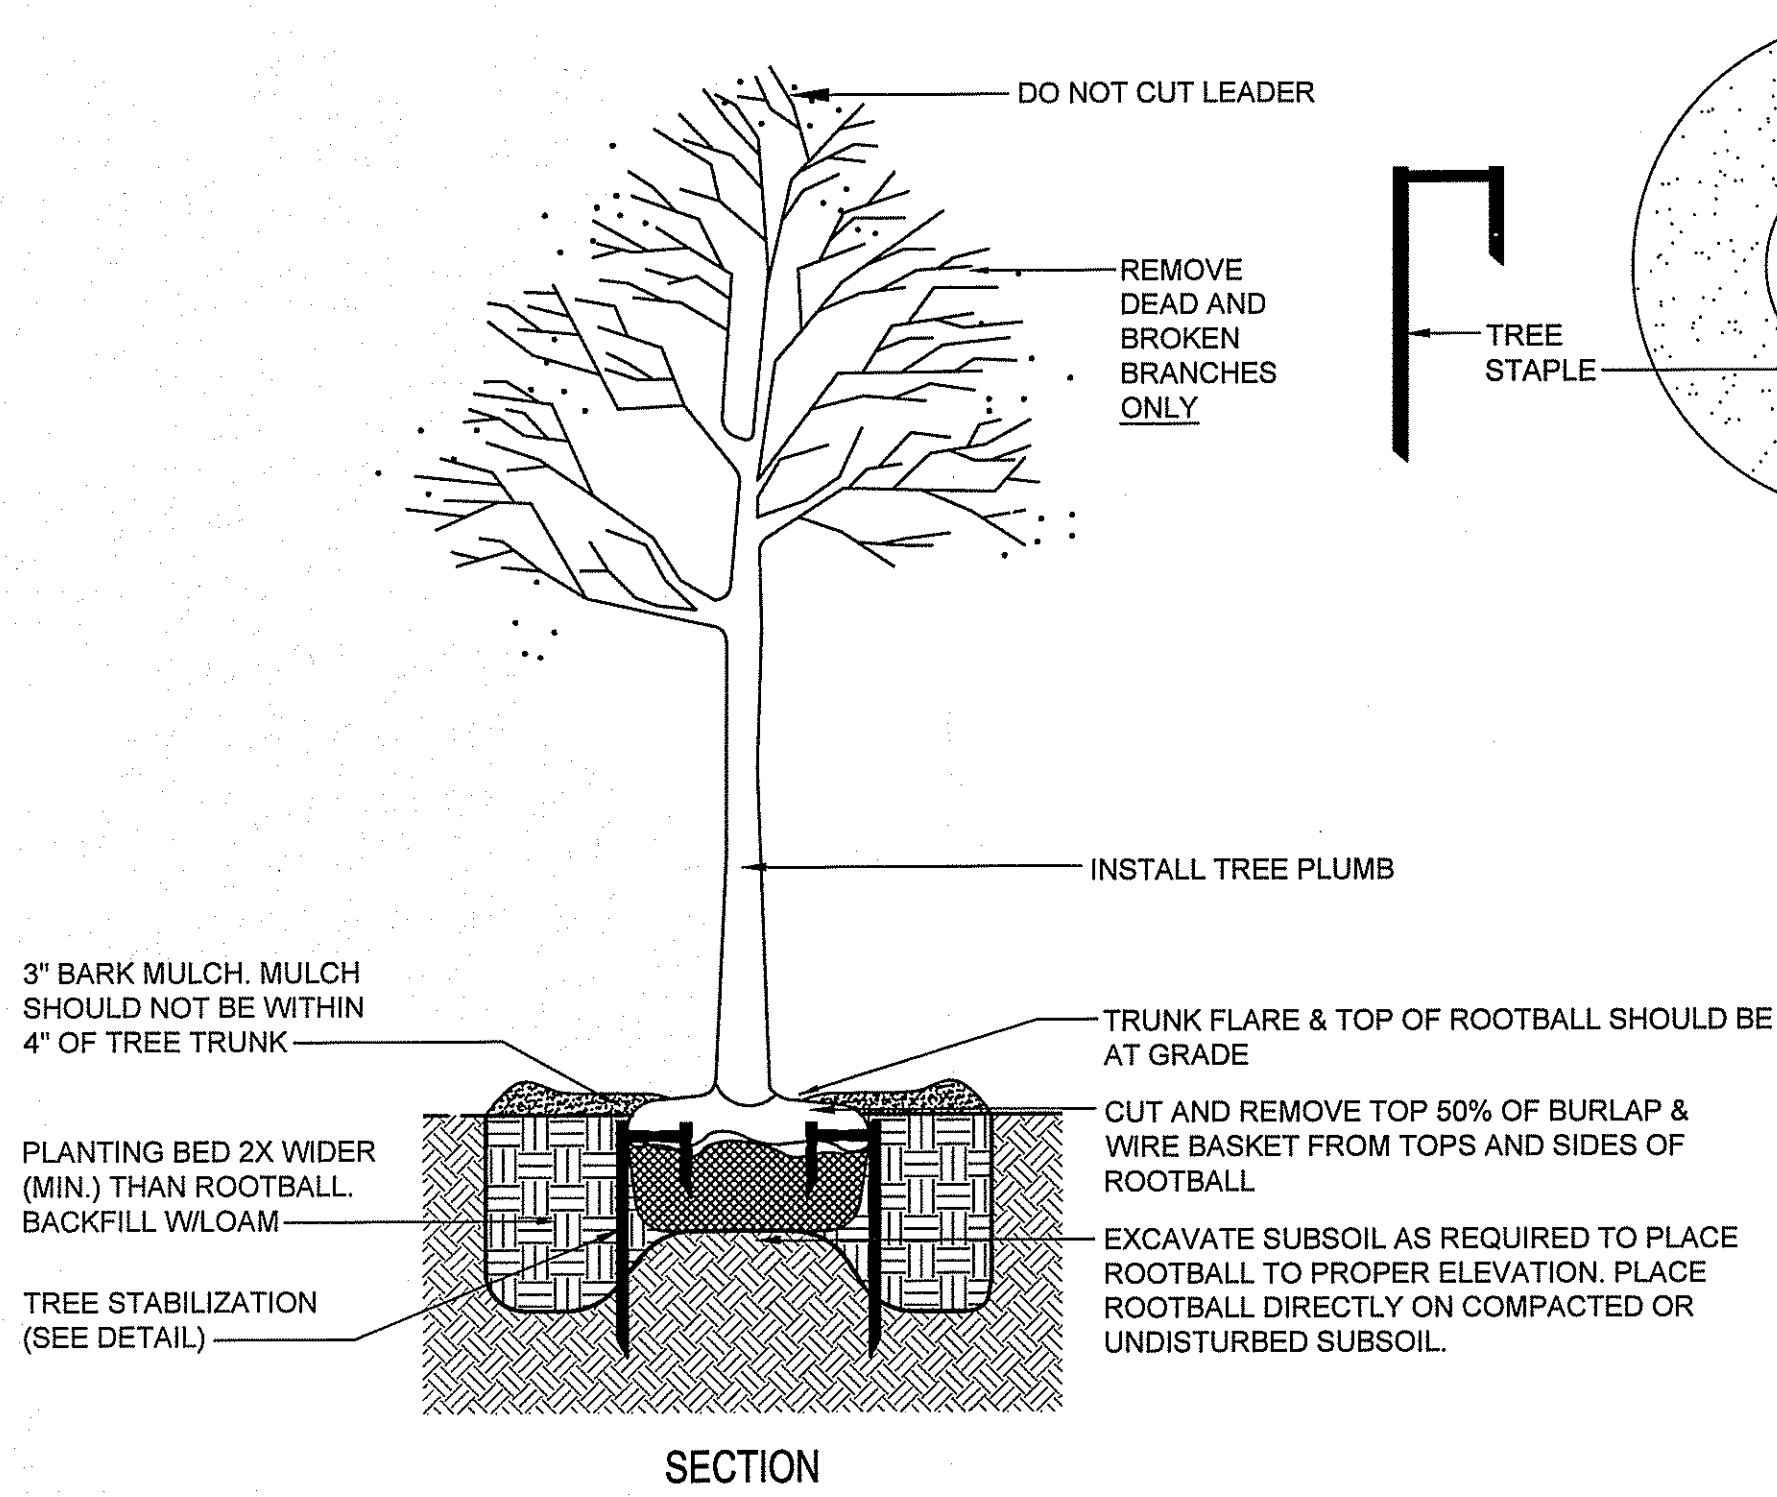 DO NOT CUT LEADER
REMOVE
DEAD AND
BROKEN
BRANCHES
ONLY
TREE
STAPLE
INSTALL TREE PLUMB
3" BARK MULCH. MULCH
SHOULD NOT BE WITHIN
4" OF TREE TRUNK
TRUNK FLARE & TOP OF ROOTBALL SHOULD BE
AT GRADE
CUT AND REMOVE TOP 50% OF BURLAP &
WIRE BASKET FROM TOPS AND SIDES OF
ROOTBALL
PLANTING BED 2X WIDER
(MIN.) THAN ROOTBALL.
BACKFILL W/LOAM
EXCAVATE SUBSOIL AS REQUIRED TO PLACE
ROOTBALL TO PROPER ELEVATION. PLACE
ROOTBALL DIRECTLY ON COMPACTED OR
UNDISTURBED SUBSOIL.
TREE STABILIZATION
(SEE DETAIL)
SECTION